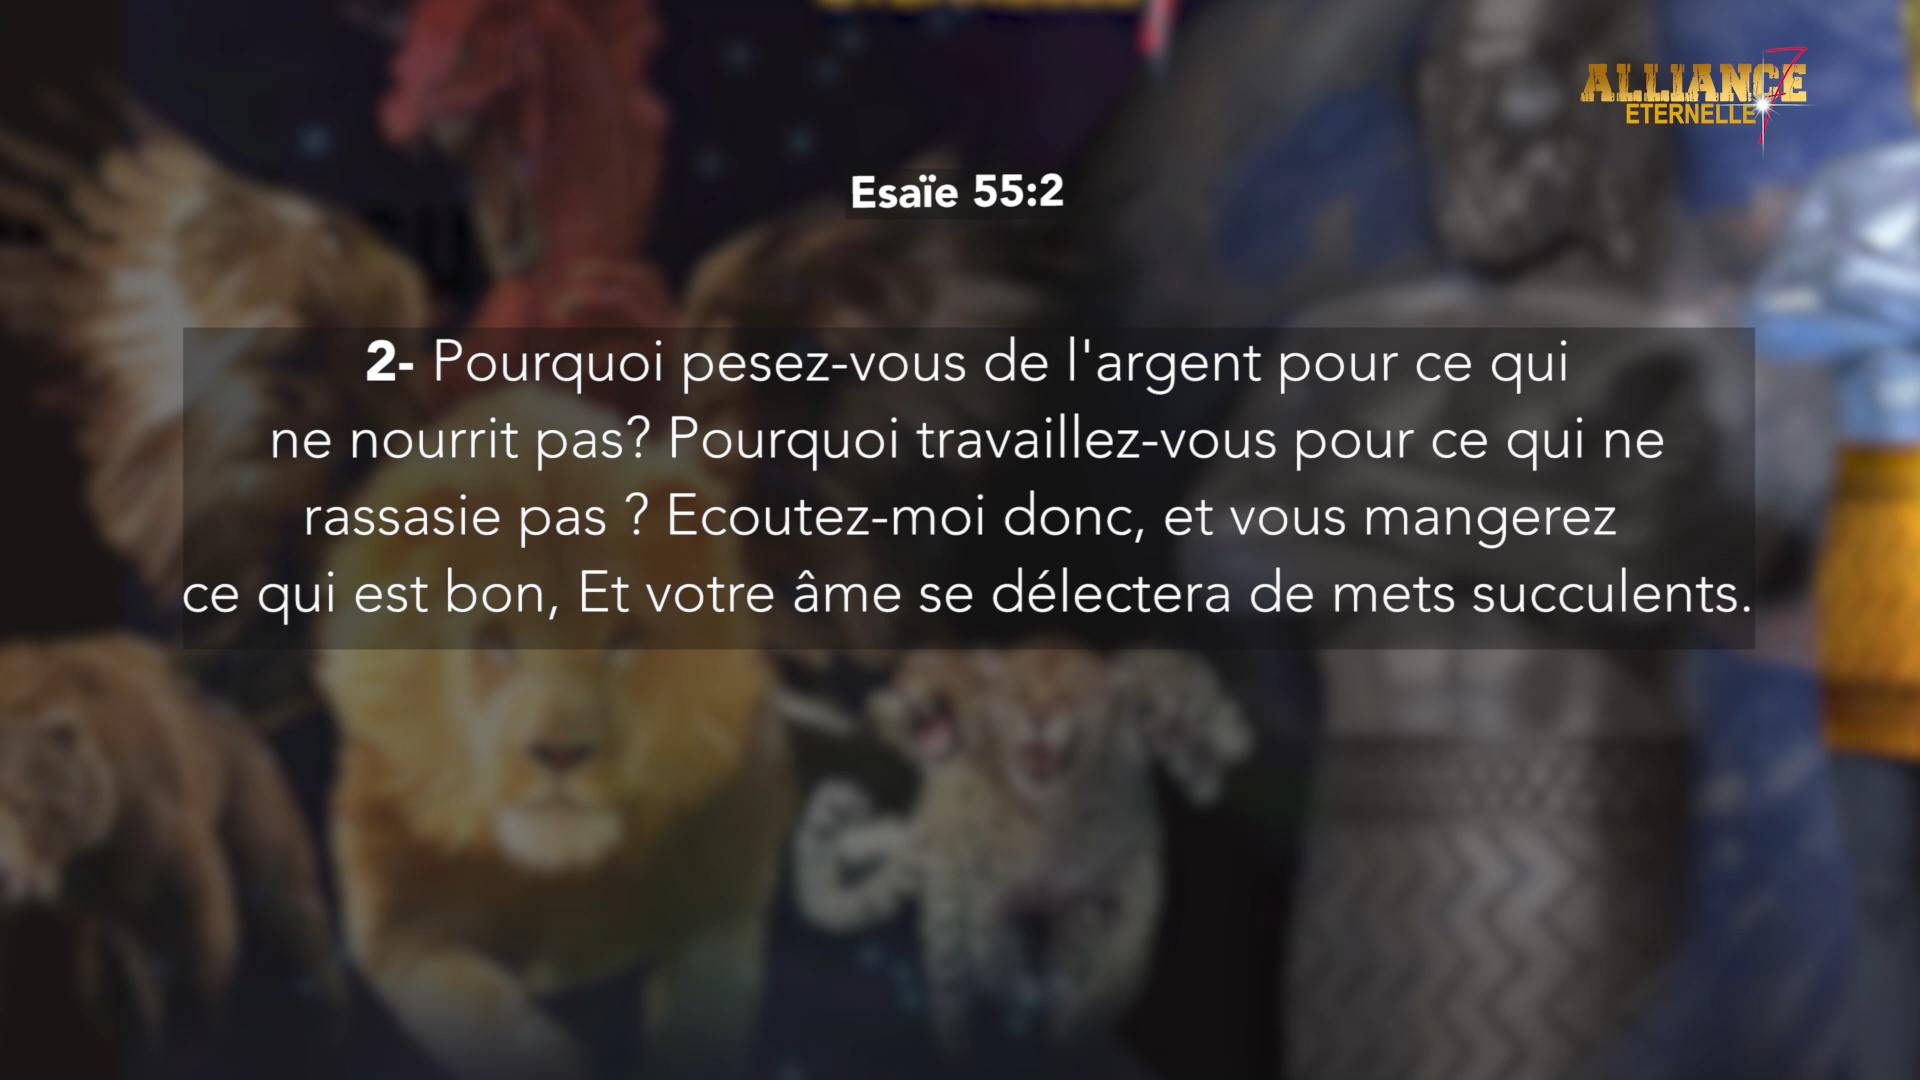 ALLIANCE
ETERNELLE 7
Esaïe 55:2
2- Pourquoi pesez-vous de l'argent pour ce qui
ne nourrit pas? Pourquoi travaillez-vous pour ce qui ne
rassasie pas ? Ecoutez-moi donc, et vous mangerez
ce qui est bon, Et votre âme se délectera de mets succulents.